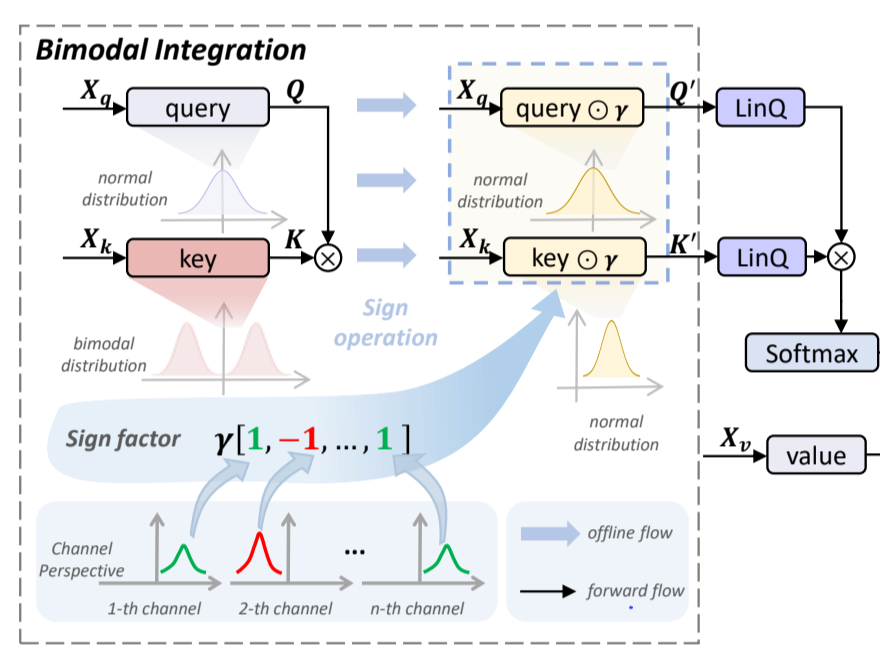 Bimodal Integration
X_q
query
Q
X_q
query ⊙ γ
Q′
LinQ
normal
distribution
normal
distribution
X_k
key
K
⊗
X_k
key ⊙ γ
K′
LinQ
⊗
Sign
operation
bimodal
distribution
Softmax
normal
distribution
Sign factor γ[1, −1, ..., 1 ]
X_v
value
Channel
Perspective
...
1-th channel
2-th channel
n-th channel
offline flow
forward flow